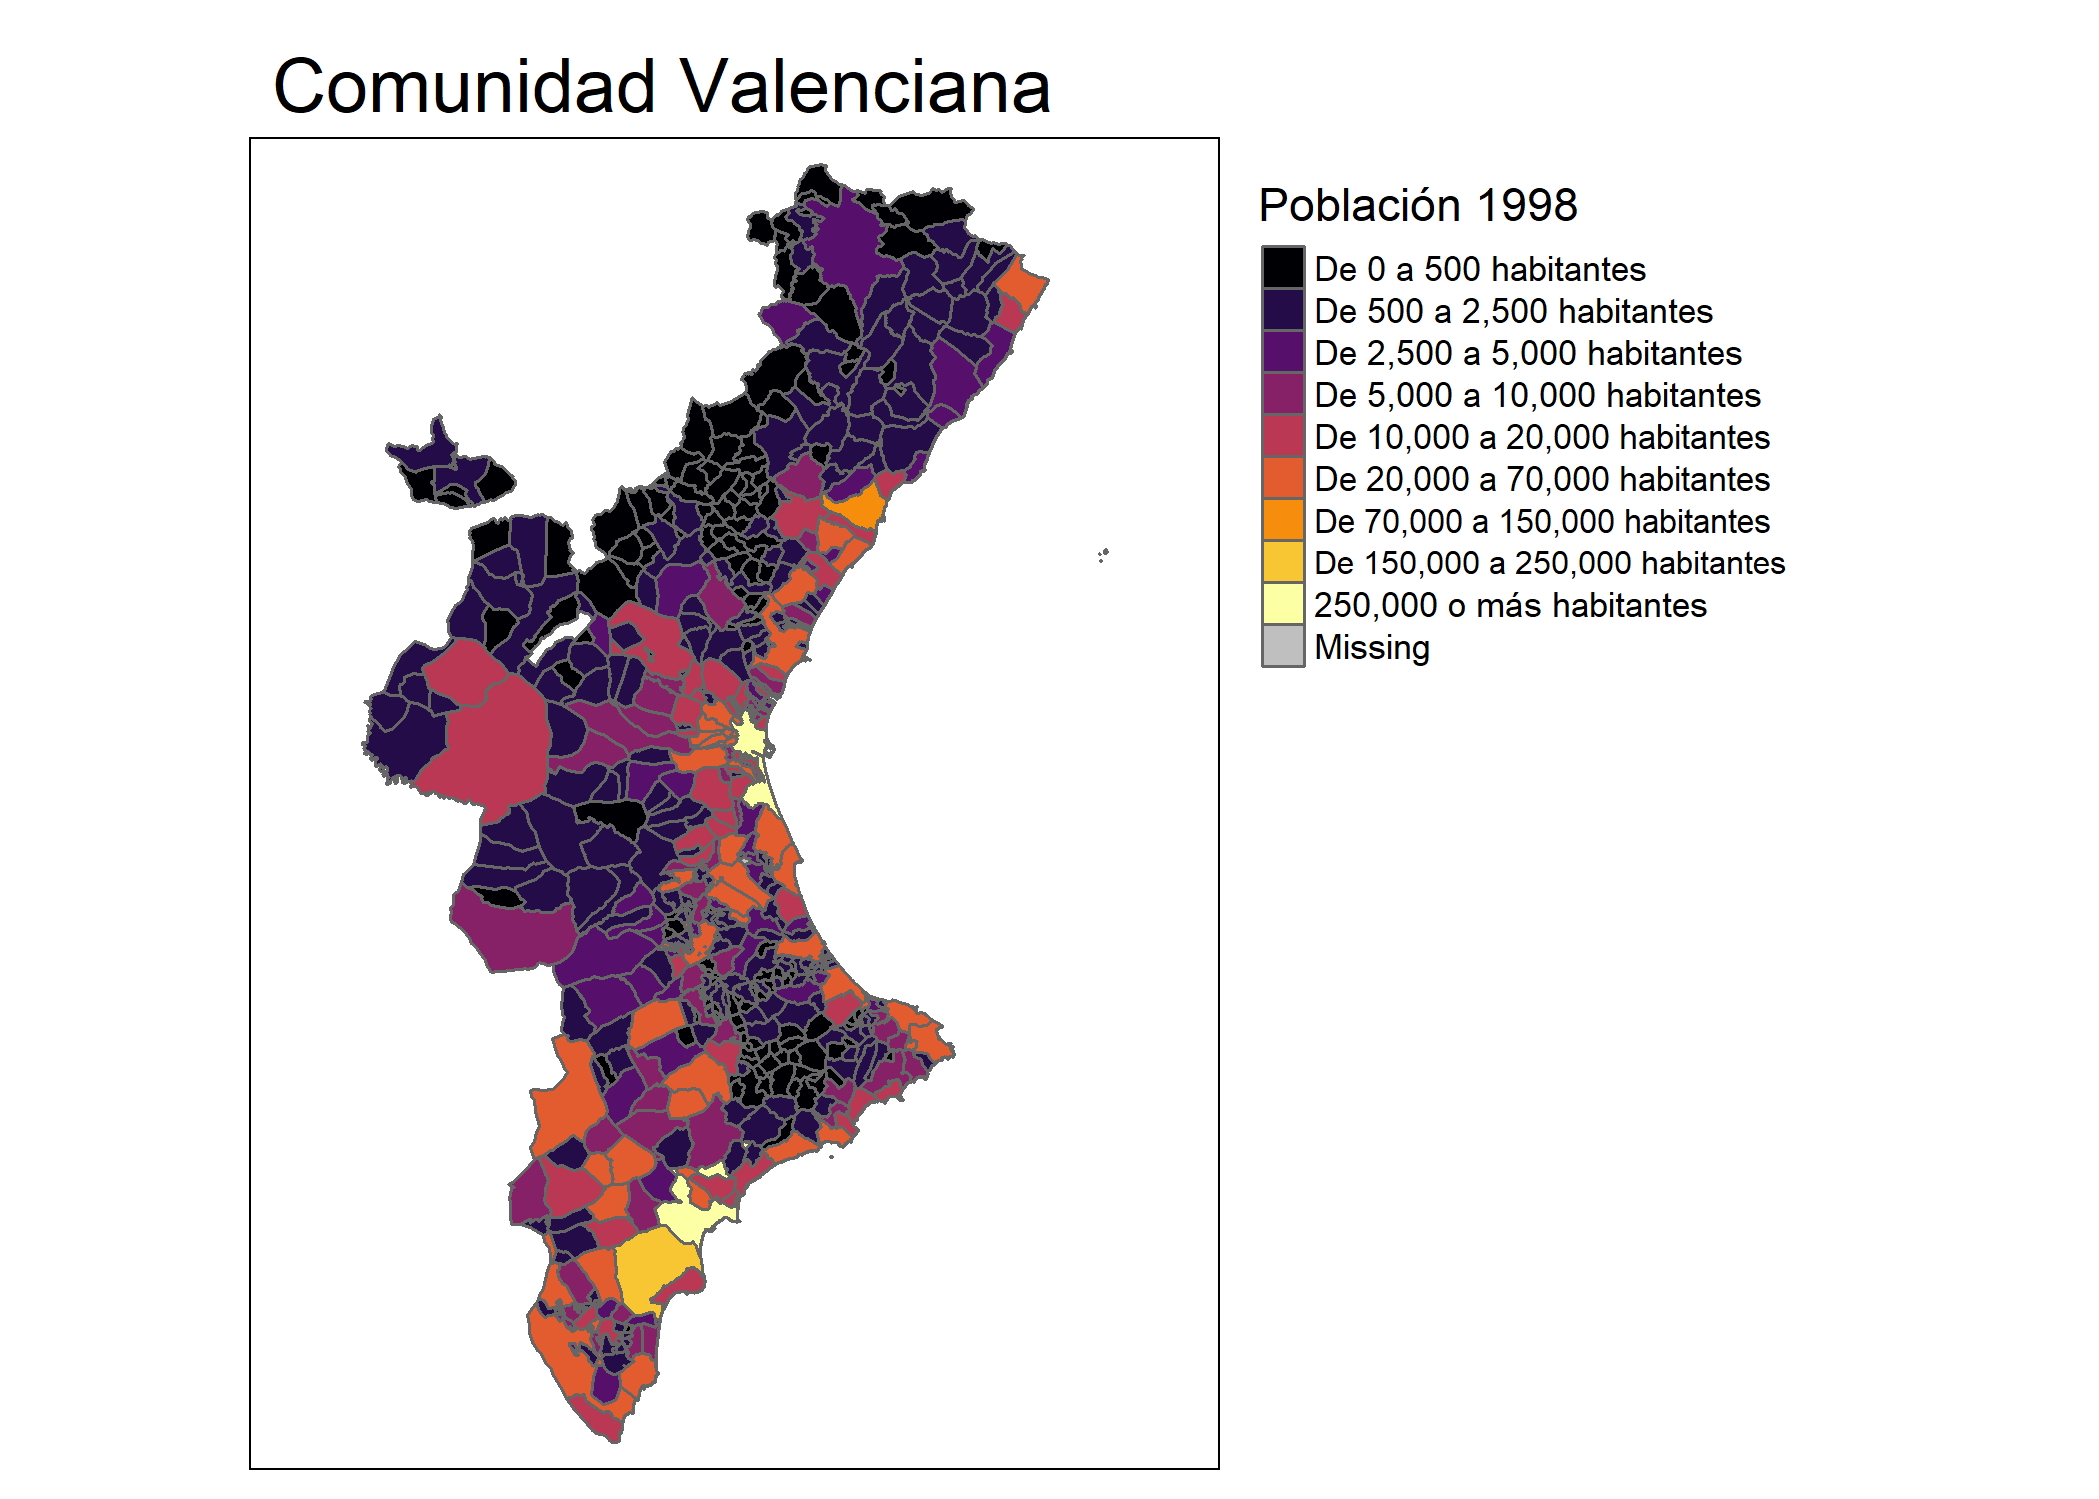 Comunidad Valenciana
Población 1998
De 0 a 500 habitantes
De 500 a 2,500 habitantes
De 2,500 a 5,000 habitantes
De 5,000 a 10,000 habitantes
De 10,000 a 20,000 habitantes
De 20,000 a 70,000 habitantes
De 70,000 a 150,000 habitantes
De 150,000 a 250,000 habitantes
250,000 o más habitantes
Missing